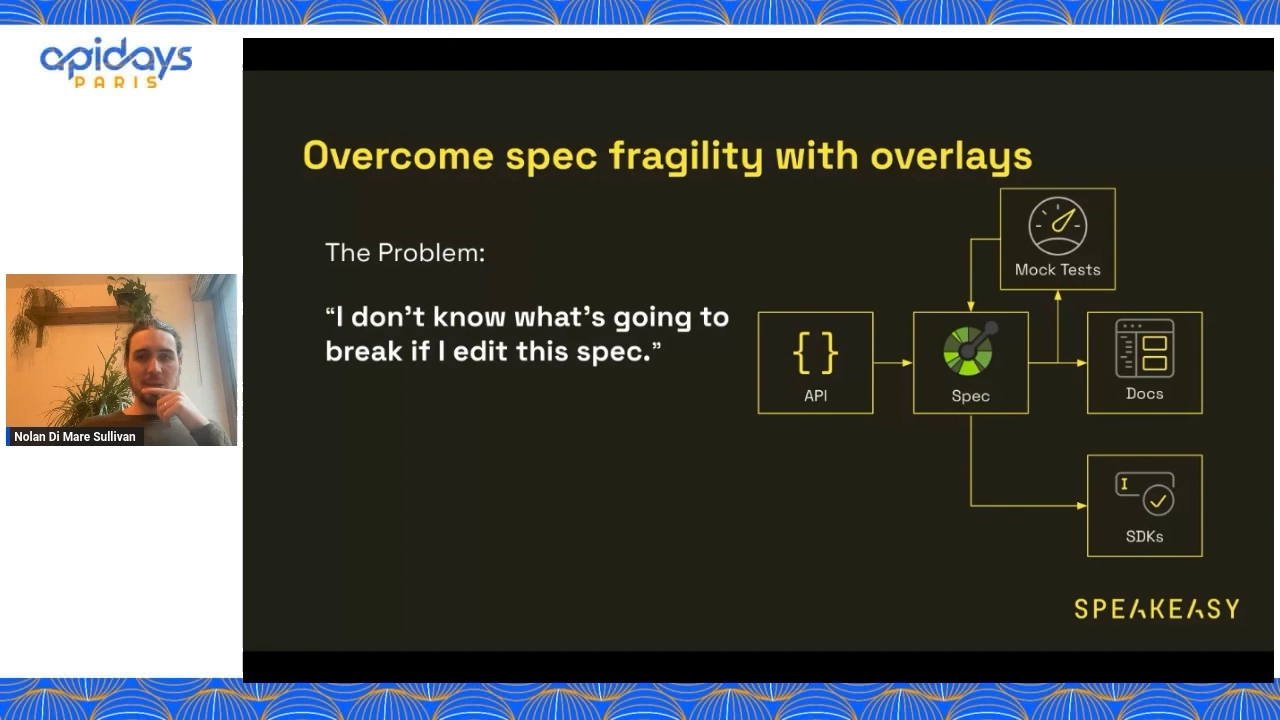 apidays
PARIS
Overcome spec fragility with overlays
The Problem:
“I don’t know what’s going to
break if I edit this spec.”
Mock Tests
{ }
API
Spec
Docs
I
SDKs
SPEAKEASY
Nolan Di Mare Sullivan